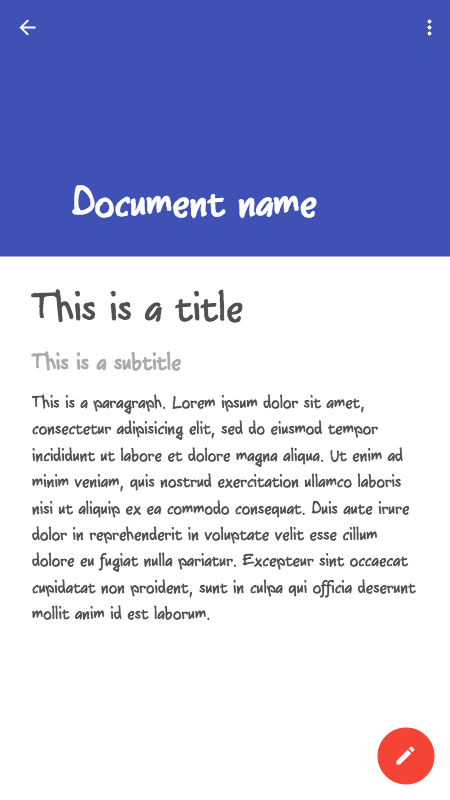 Document name
This is a title
This is a subtitle
This is a paragraph. Lorem ipsum dolor sit amet,
consectetur adipisicing elit, sed do eiusmod tempor
incididunt ut labore et dolore magna aliqua. Ut enim ad
minim veniam, quis nostrud exercitation ullamco laboris
nisi ut aliquip ex ea commodo consequat. Duis aute irure
dolor in reprehenderit in voluptate velit esse cillum
dolore eu fugiat nulla pariatur. Excepteur sint occaecat
cupidatat non proident, sunt in culpa qui officia deserunt
mollit anim id est laborum.